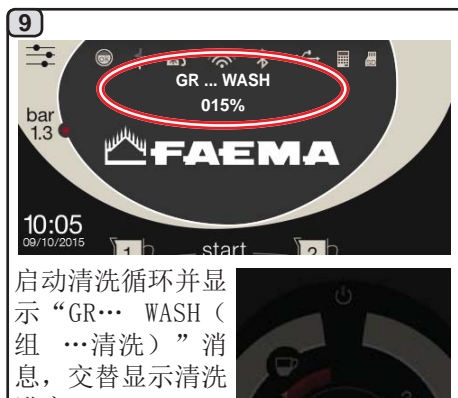 9
GR ... WASH
015%
bar
1.3
FAEMA
10:05
09/10/2015
1 start 2
启动清洗循环并显
示“GR… WASH（
组 …清洗）”消
息，交替显示清洗